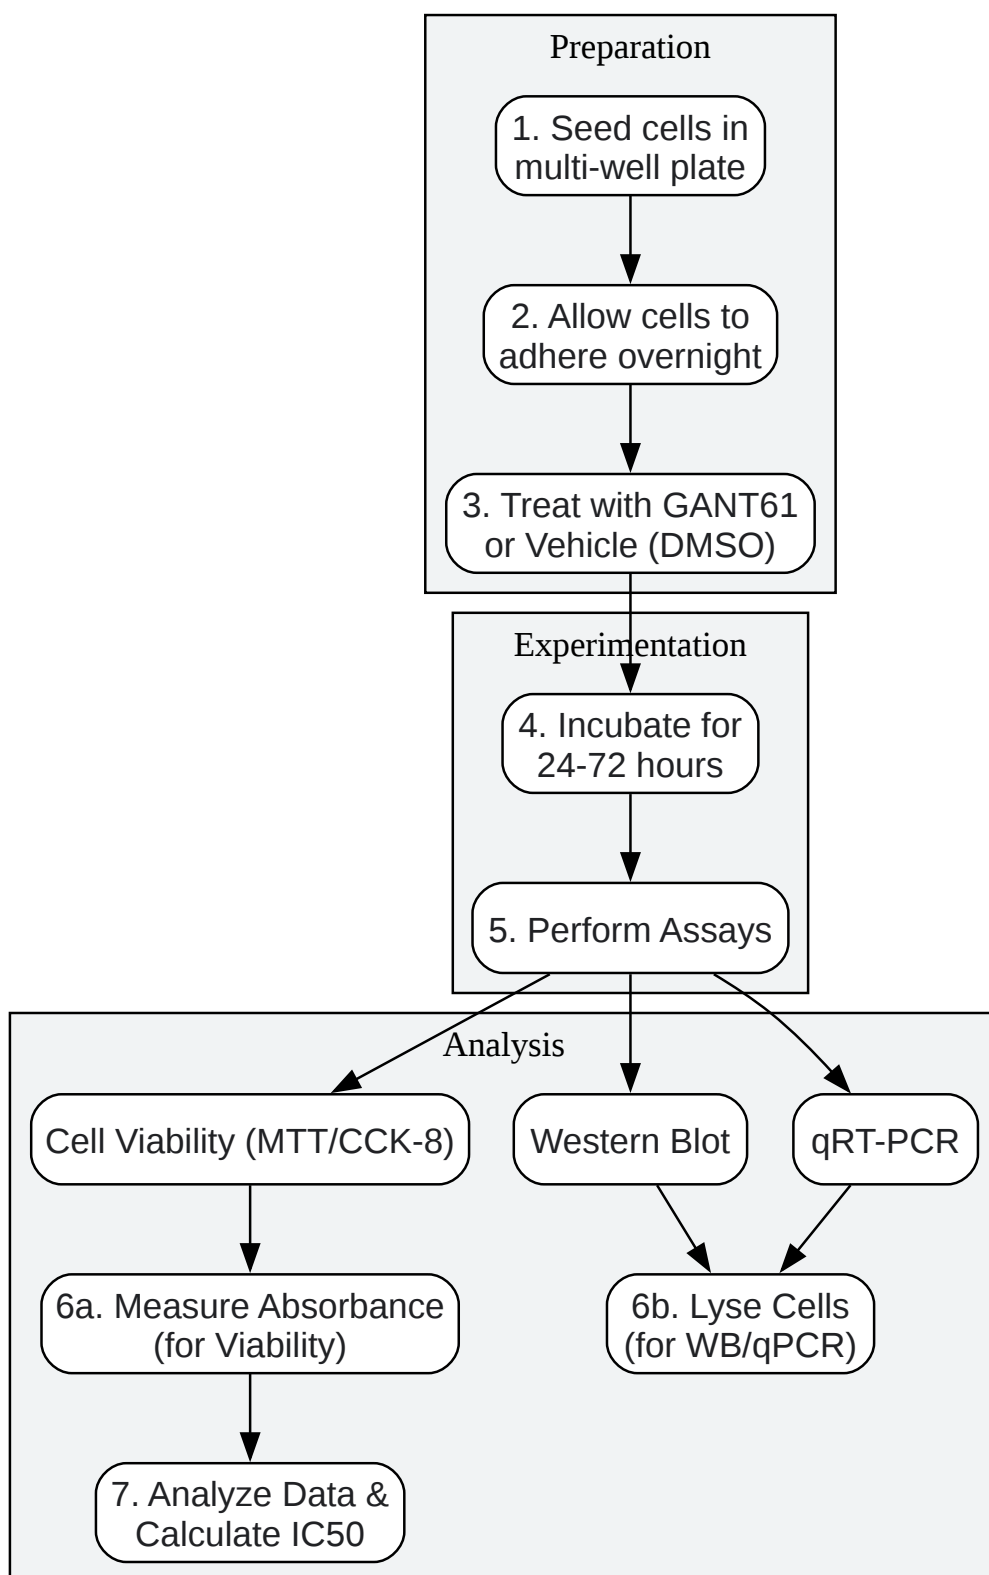 Preparation
1. Seed cells in
multi-well plate
2. Allow cells to
adhere overnight
3. Treat with GANT61
or Vehicle (DMSO)
Experimentation
4. Incubate for
24-72 hours
5. Perform Assays
Analysis
Cell Viability (MTT/CCK-8)
Western Blot
qRT-PCR
6a. Measure Absorbance
(for Viability)
6b. Lyse Cells
(for WB/qPCR)
7. Analyze Data &
Calculate IC50